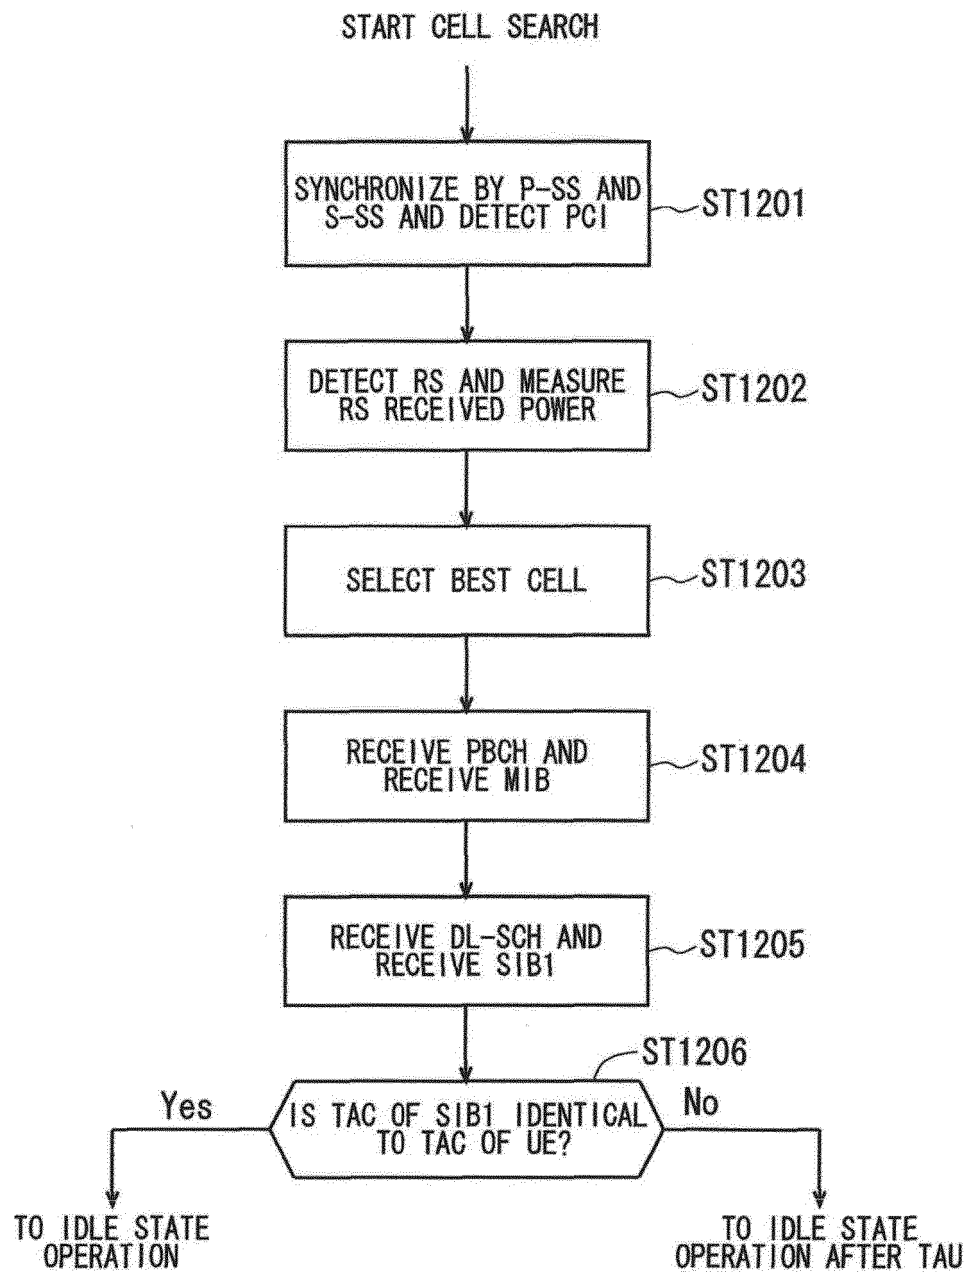 START CELL SEARCH
SYNCHRONIZE BY P-SS AND
S-SS AND DETECT PCI
ST1201
DETECT RS AND MEASURE
RS RECEIVED POWER
ST1202
SELECT BEST CELL
ST1203
RECEIVE PBCH AND
RECEIVE MIB
ST1204
RECEIVE DL-SCH AND
RECEIVE SIB1
ST1205
ST1206
Yes
IS TAC OF SIB1 IDENTICAL
TO TAC OF UE?
No
TO IDLE STATE
OPERATION
TO IDLE STATE
OPERATION AFTER TAU